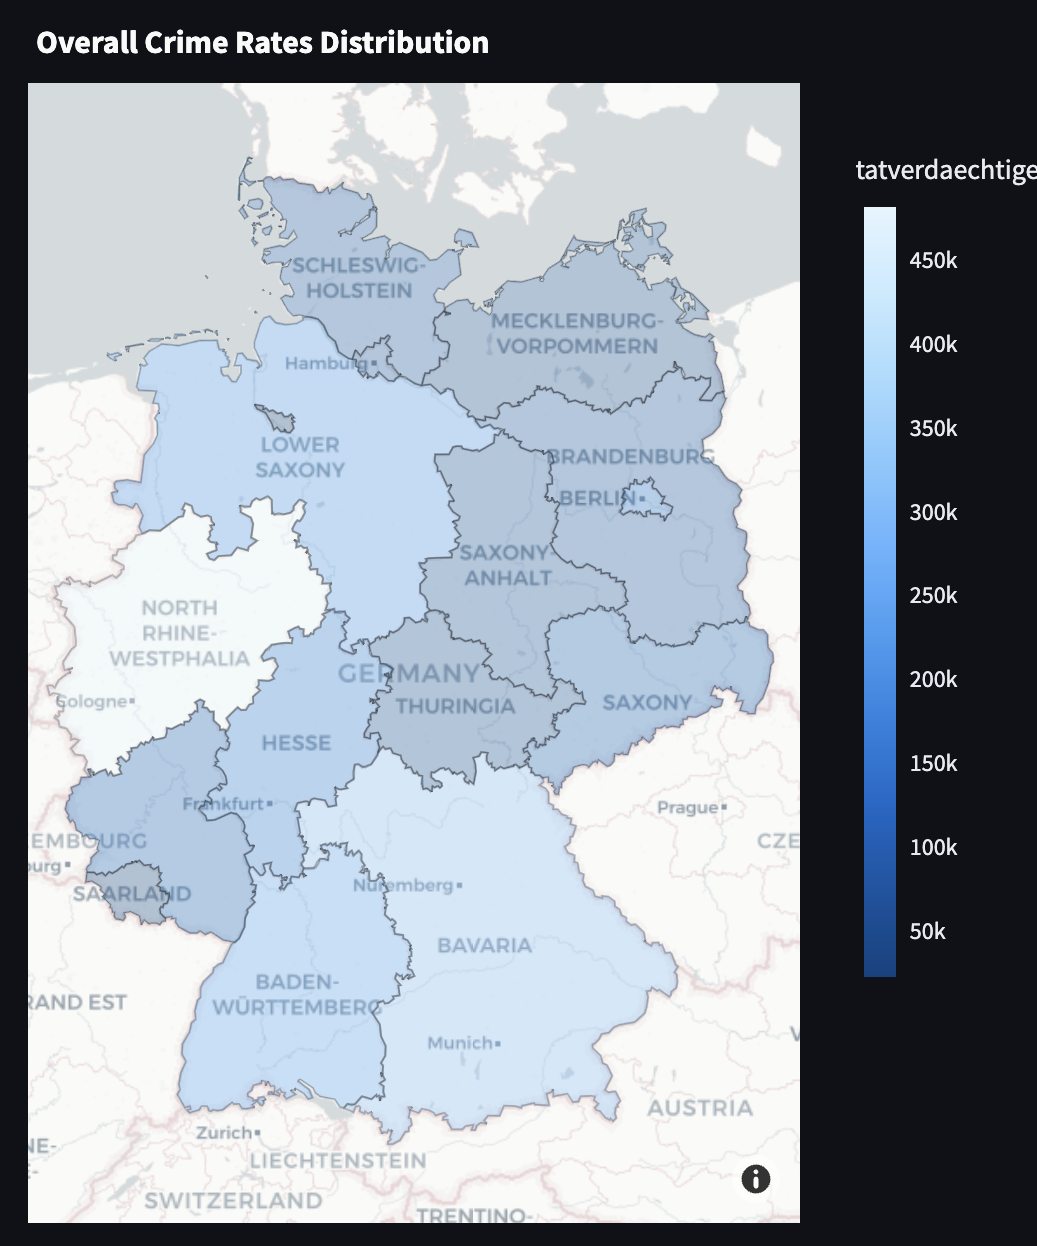 Overall Crime Rates Distribution
tatverdaechtige
450k
400k
350k
300k
250k
200k
150k
100k
50k
SCHLESWIG-
HOLSTEIN
MECKLENBURG-
VORPOMMERN
Hamburg
LOWER
SAXONY
BRANDENBURG
BERLIN
SAXONY-
ANHALT
NORTH
RHINE-
WESTPHALIA
GERMANY
Cologne
THURINGIA
SAXONY
HESSE
Frankfurt
Prague
EMBOURG
CZE
burg
SAARLAND
Nuremberg
BAVARIA
BADEN-
WÜRTTEMBERG
RAND EST
V
Munich
AUSTRIA
Zurich
NE-
E-
LIECHTENSTEIN
SWITZERLAND
TRENTINO-